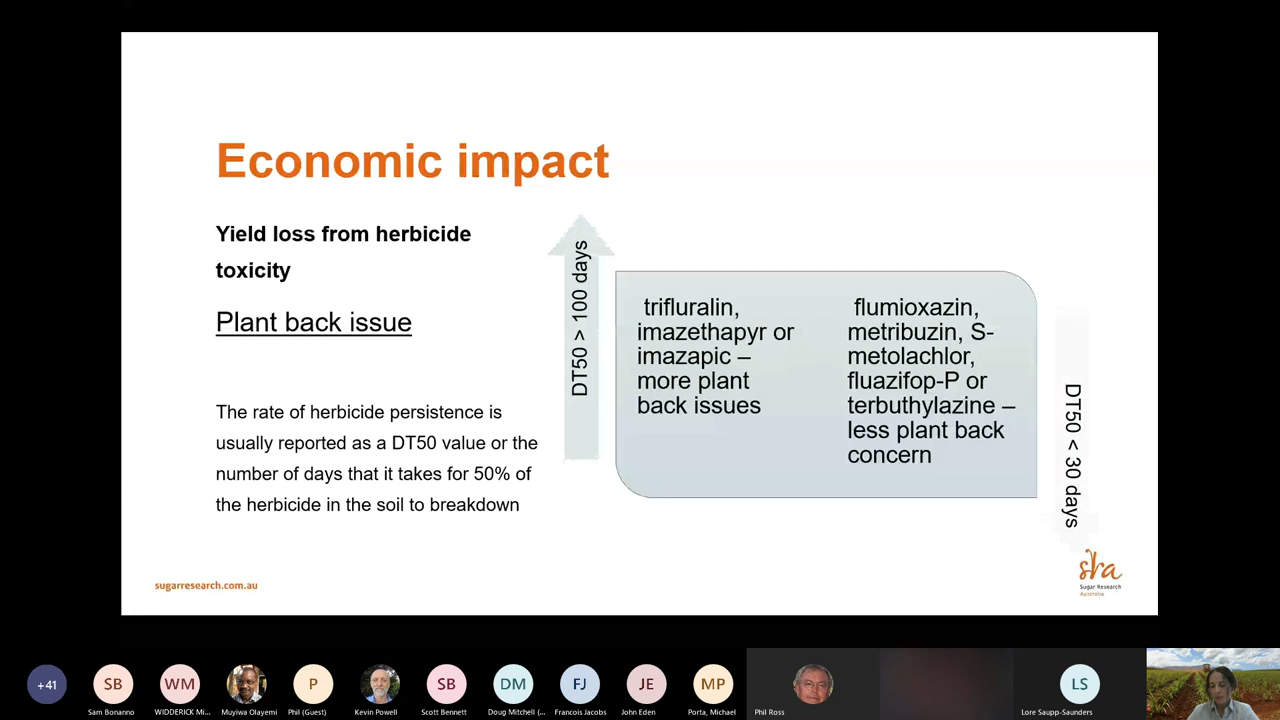 Economic impact
Yield loss from herbicide
toxicity
Plant back issue
The rate of herbicide persistence is
usually reported as a DT50 value or the
number of days that it takes for 50% of
the herbicide in the soil to breakdown
DT50 > 100 days
trifluralin,
imazethapyr or
imazapic –
more plant
back issues
flumioxazin,
metribuzin, S-
metolachlor,
fluazifop-P or
terbuthylazine –
less plant back
concern
DT50 < 30 days
sugarresearch.com.au
sra
Sugar Research
Australia
+41
SB
WM
P
SB
DM
FJ
JE
MP
LS
Sam Bonanno
WIDDERICK Mi...
Muyiwa Olayemi
Phil (Guest)
Kevin Powell
Scott Bennett
Doug Mitchell (...
Francois Jacobs
John Eden
Porta, Michael
Phil Ross
Lore Saupp-Saunders